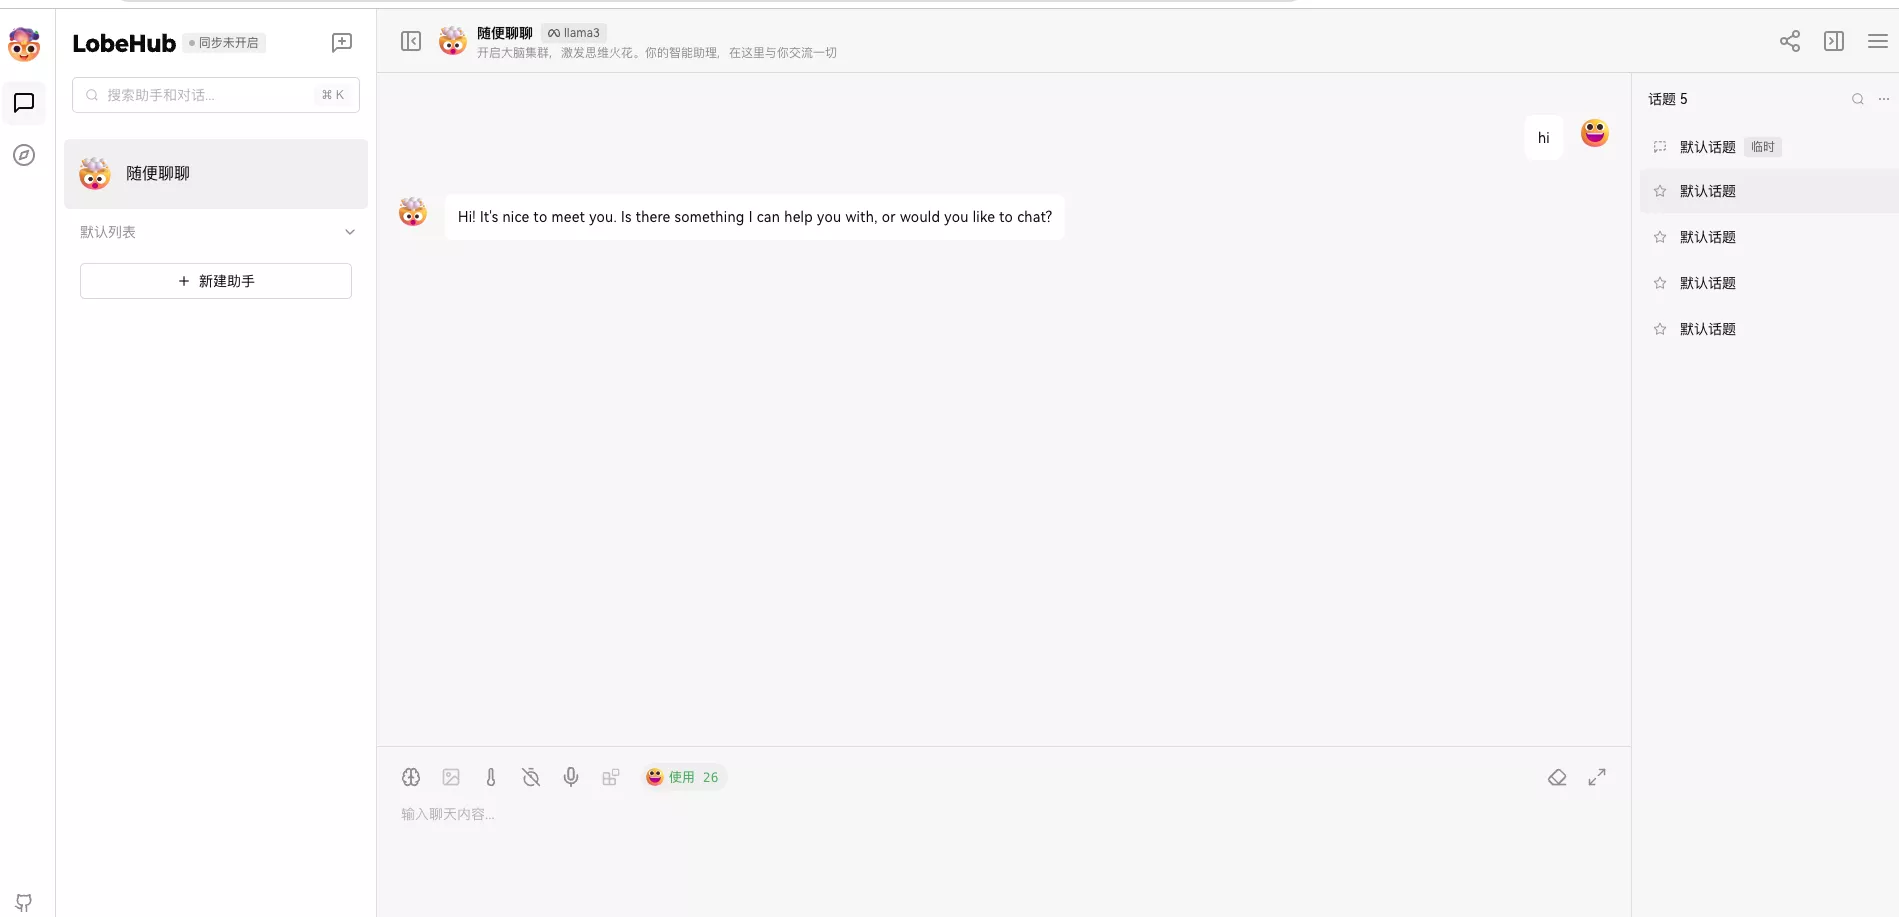 LobeHub
同步未开启
搜索助手和对话...
⌘ K
随便聊聊
默认列表
+ 新建助手
随便聊聊
llama3
开启大脑集群，激发思维火花。你的智能助理，在这里与你交流一切
hi
Hi! It's nice to meet you. Is there something I can help you with, or would you like to chat?
使用 26
输入聊天内容...
话题 5
默认话题 临时
默认话题
默认话题
默认话题
默认话题